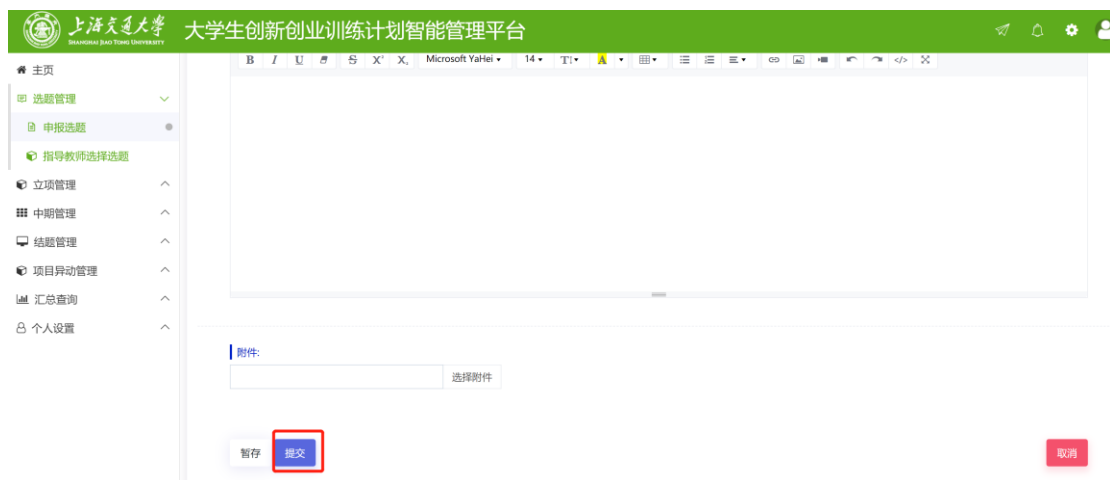 上海交通大学 大学生创新创业训练计划智能管理平台
SHANGHAI JIAO TONG UNIVERSITY
主页
选题管理
申报选题
指导教师选择选题
立项管理
中期管理
结题管理
项目异动管理
汇总查询
个人设置
B I U S X² X₂ Microsoft YaHei 14 T A
附件:
选择附件
暂存 提交 取消